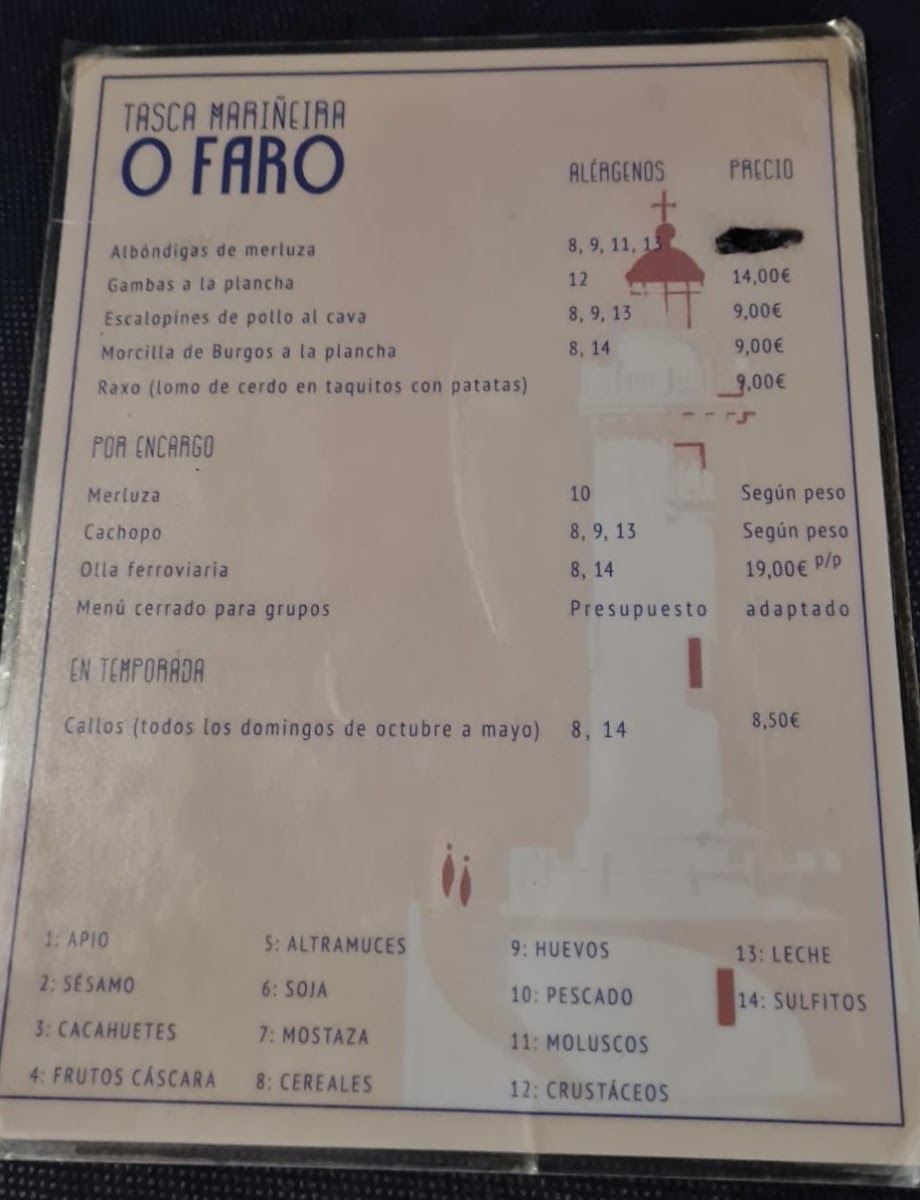 TASCA MARIÑEIRA
O FARO
ALÉRGENOS PRECIO
Albóndigas de merluza 8, 9, 11, 13
Gambas a la plancha 12 14,00€
Escalopines de pollo al cava 8, 9, 13 9,00€
Morcilla de Burgos a la plancha 8, 14 9,00€
Raxo (lomo de cerdo en taquitos con patatas) 9,00€
POR ENCARGO
Merluza 10 Según peso
Cachopo 8, 9, 13 Según peso
Olla ferroviaria 8, 14 19,00€ p/p
Menú cerrado para grupos Presupuesto adaptado
EN TEMPORADA
Callos (todos los domingos de octubre a mayo) 8, 14 8,50€
1: APIO 5: ALTRAMUCES 9: HUEVOS 13: LECHE
2: SÉSAMO 6: SOJA 10: PESCADO 14: SULFITOS
3: CACAHUETES 7: MOSTAZA 11: MOLUSCOS
4: FRUTOS CÁSCARA 8: CEREALES 12: CRUSTÁCEOS